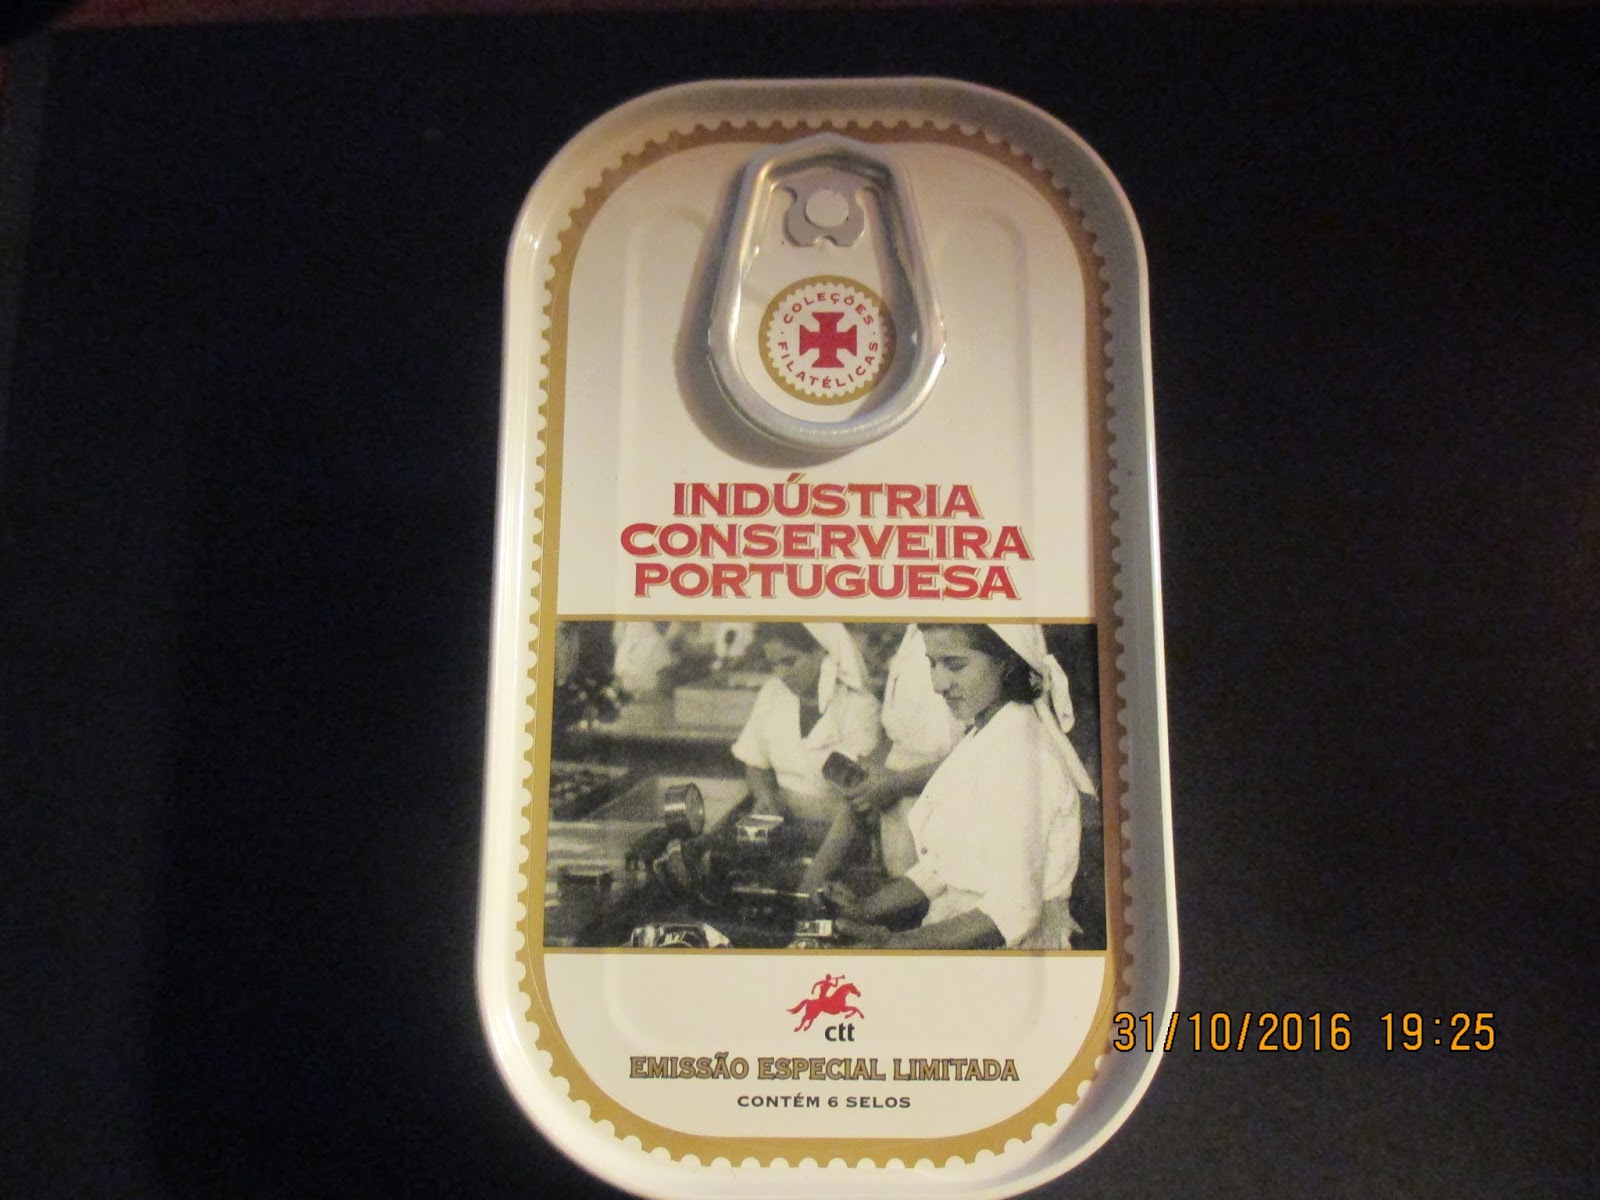 COLEÇÕES
FILATÉLICAS
INDÚSTRIA
CONSERVEIRA
PORTUGUESA
ctt
EMISSÃO ESPECIAL LIMITADA
CONTÉM 6 SELOS
31/10/2016 19:25